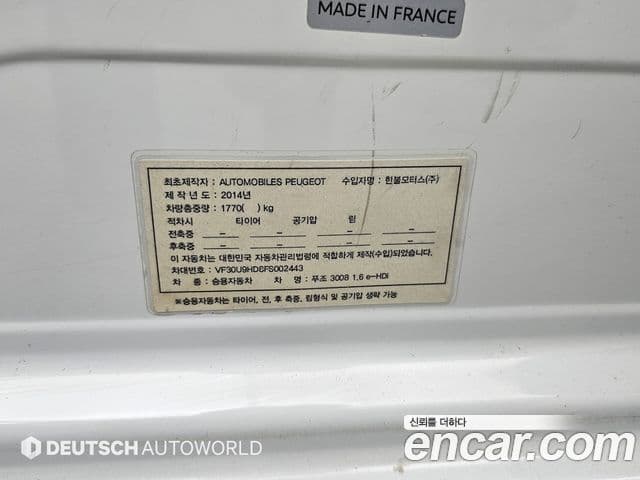 MADE IN FRANCE
최초제작자 : AUTOMOBILES PEUGEOT 수입자명 : 한불모터스(주)
제 작 년 도 : 2014년
차량총중량 : 1770( ) kg
적차시 타이어 공기압 림
전축중 – – – –
후축중 – – – –
이 자동차는 대한민국 자동차관리법령에 적합하게 제작(수입)되었습니다.
차대번호 : VF30U9HD8FS002443
차 종 : 승용자동차 차 명 : 푸조 3008 1.6 e-HDi
※승용자동차는 타이어, 전, 후 축중, 림형식 및 공기압 생략 가능
신뢰를 더하다
DEUTSCH AUTOWORLD
encar.com